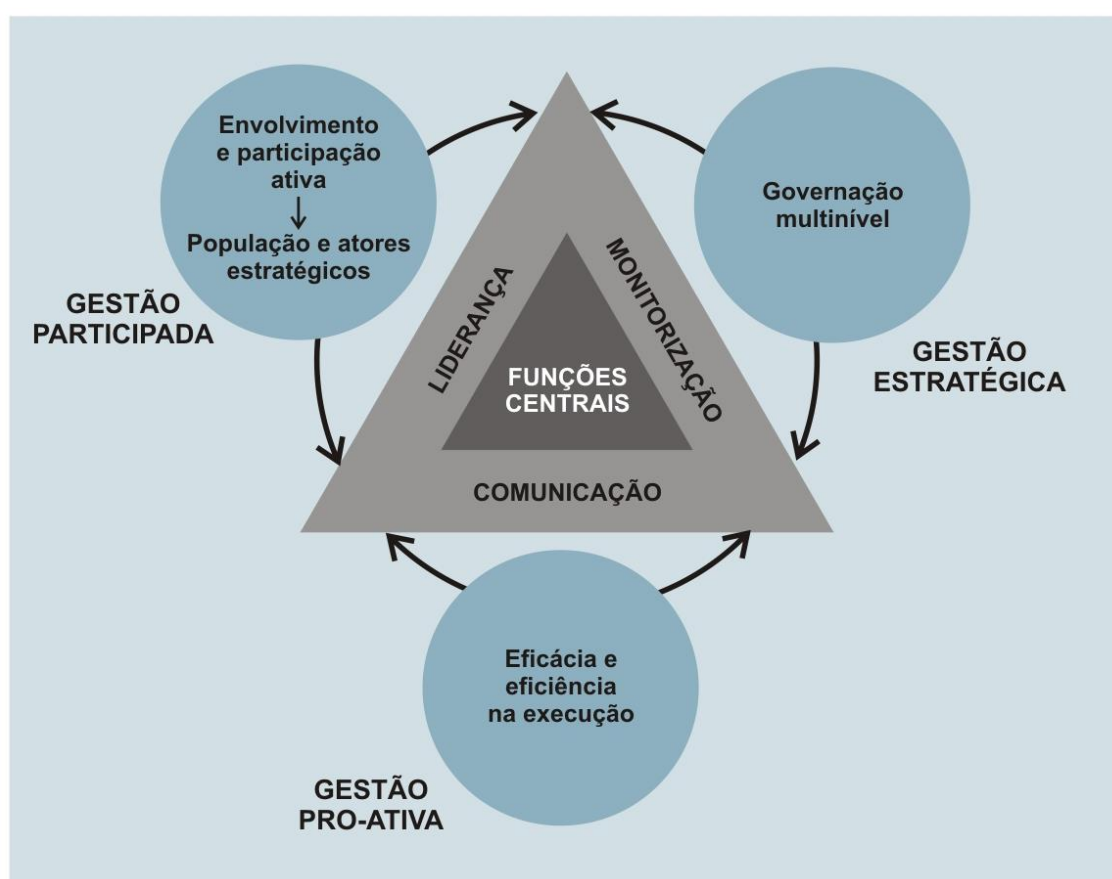 Envolvimento
e participação
ativa
População e atores
estratégicos
GESTÃO
PARTICIPADA
Governação
multinível
GESTÃO
ESTRATÉGICA
LIDERANÇA
MONITORIZAÇÃO
FUNÇÕES
CENTRAIS
COMUNICAÇÃO
Eficácia e
eficiência
na execução
GESTÃO
PRO-ATIVA